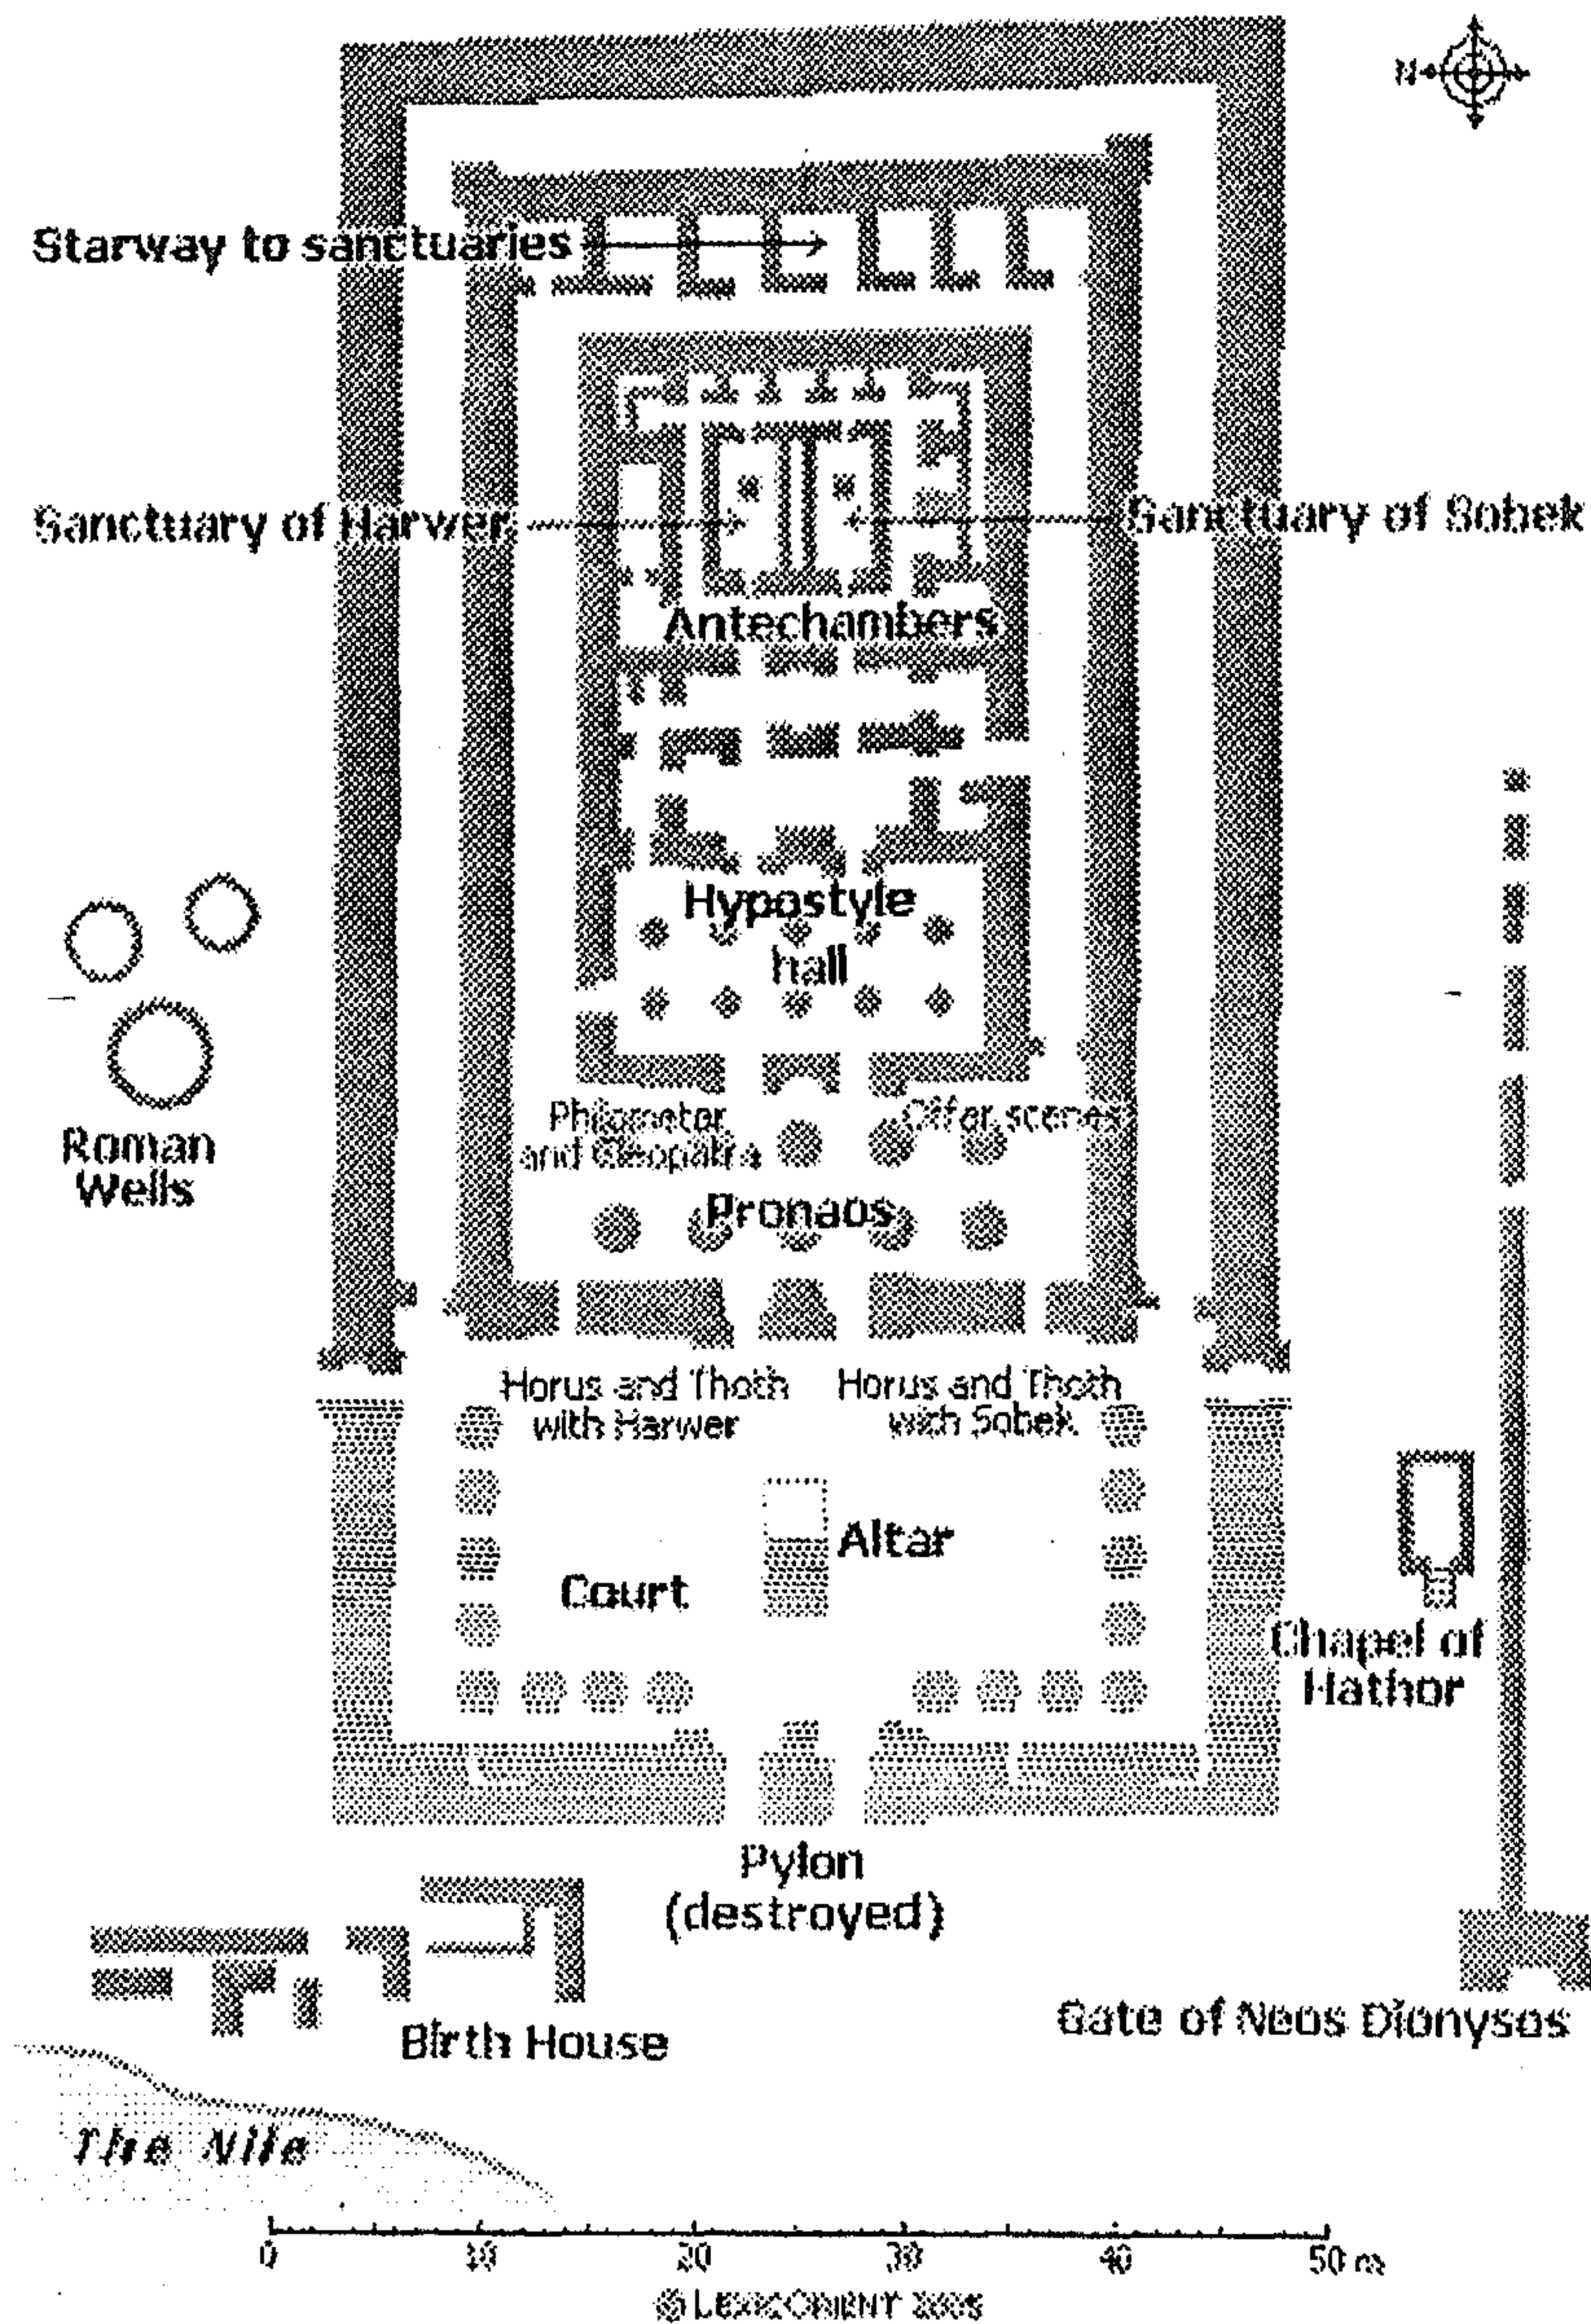 N
Starway to sanctuaries
Sanctuary of Harwer
Sanctuary of Sobek
Antechambers
Hypostyle
hall
Philometor
and Cleopatra
Offer scenes
Pronaos
Roman
Wells
Horus and Thoth
with Harwer
Horus and Thoth
with Sobek
Altar
Court
Chapel of
Hathor
Pylon
(destroyed)
Birth House
Gate of Neos Dionysos
The Nile
0 10 20 30 40 50 m
© LEXICORIENT 2005